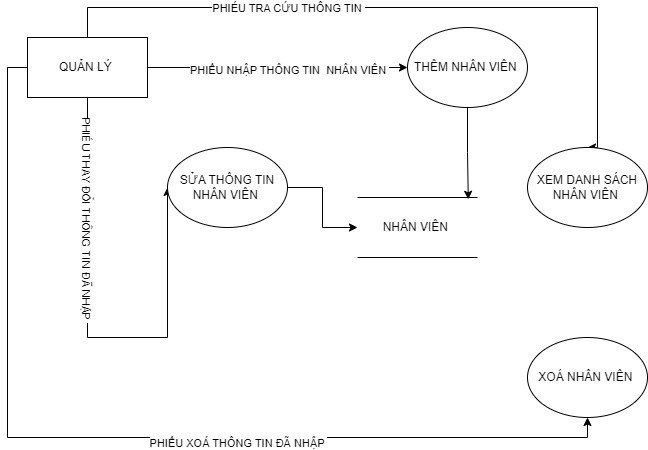 PHIẾU TRA CỨU THÔNG TIN
QUẢN LÝ
PHIẾU NHẬP THÔNG TIN NHÂN VIÊN
THÊM NHÂN VIÊN
PHIẾU THAY ĐỔI THÔNG TIN ĐÃ NHẬP
SỬA THÔNG TIN
NHÂN VIÊN
XEM DANH SÁCH
NHÂN VIÊN
NHÂN VIÊN
XOÁ NHÂN VIÊN
PHIẾU XOÁ THÔNG TIN ĐÃ NHẬP